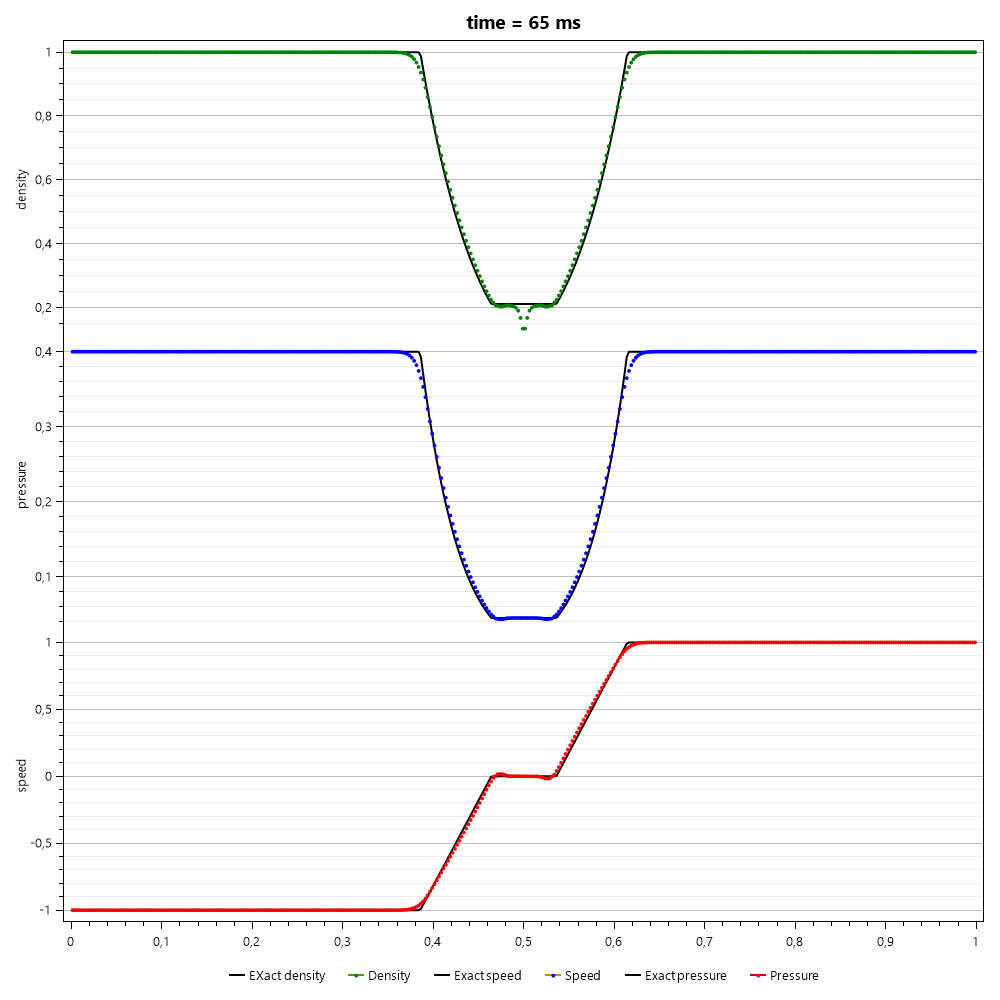 time = 65 ms
1
0,8
0,6
0,4
0,2
density
0,4
0,3
0,2
0,1
pressure
1
0,5
0
-0,5
-1
speed
0 0,1 0,2 0,3 0,4 0,5 0,6 0,7 0,8 0,9 1
EXact density Density Exact speed Speed Exact pressure Pressure